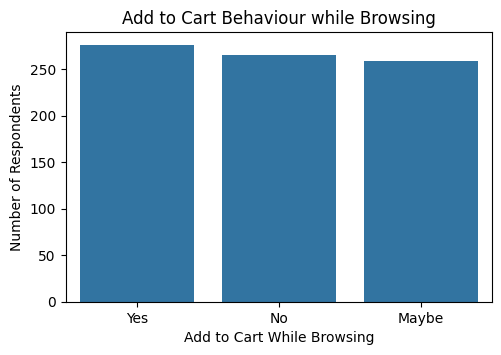 Add to Cart Behaviour while Browsing
Number of Respondents
250
200
150
100
50
0
Yes No Maybe
Add to Cart While Browsing